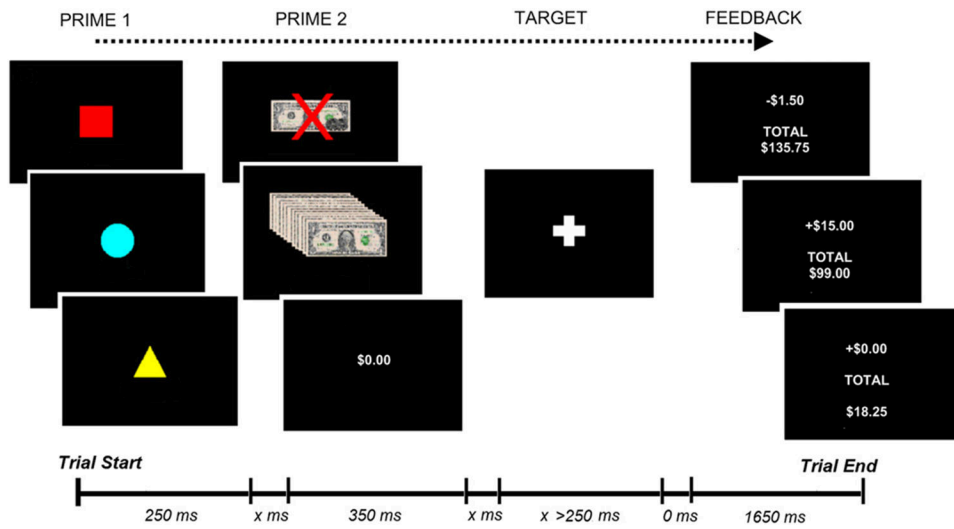 PRIME 1
PRIME 2
TARGET
FEEDBACK
X
-$1.50
TOTAL
$135.75
+$15.00
TOTAL
$99.00
$0.00
+$0.00
TOTAL
$18.25
Trial Start
Trial End
250 ms
x ms
350 ms
x ms
x >250 ms
0 ms
1650 ms